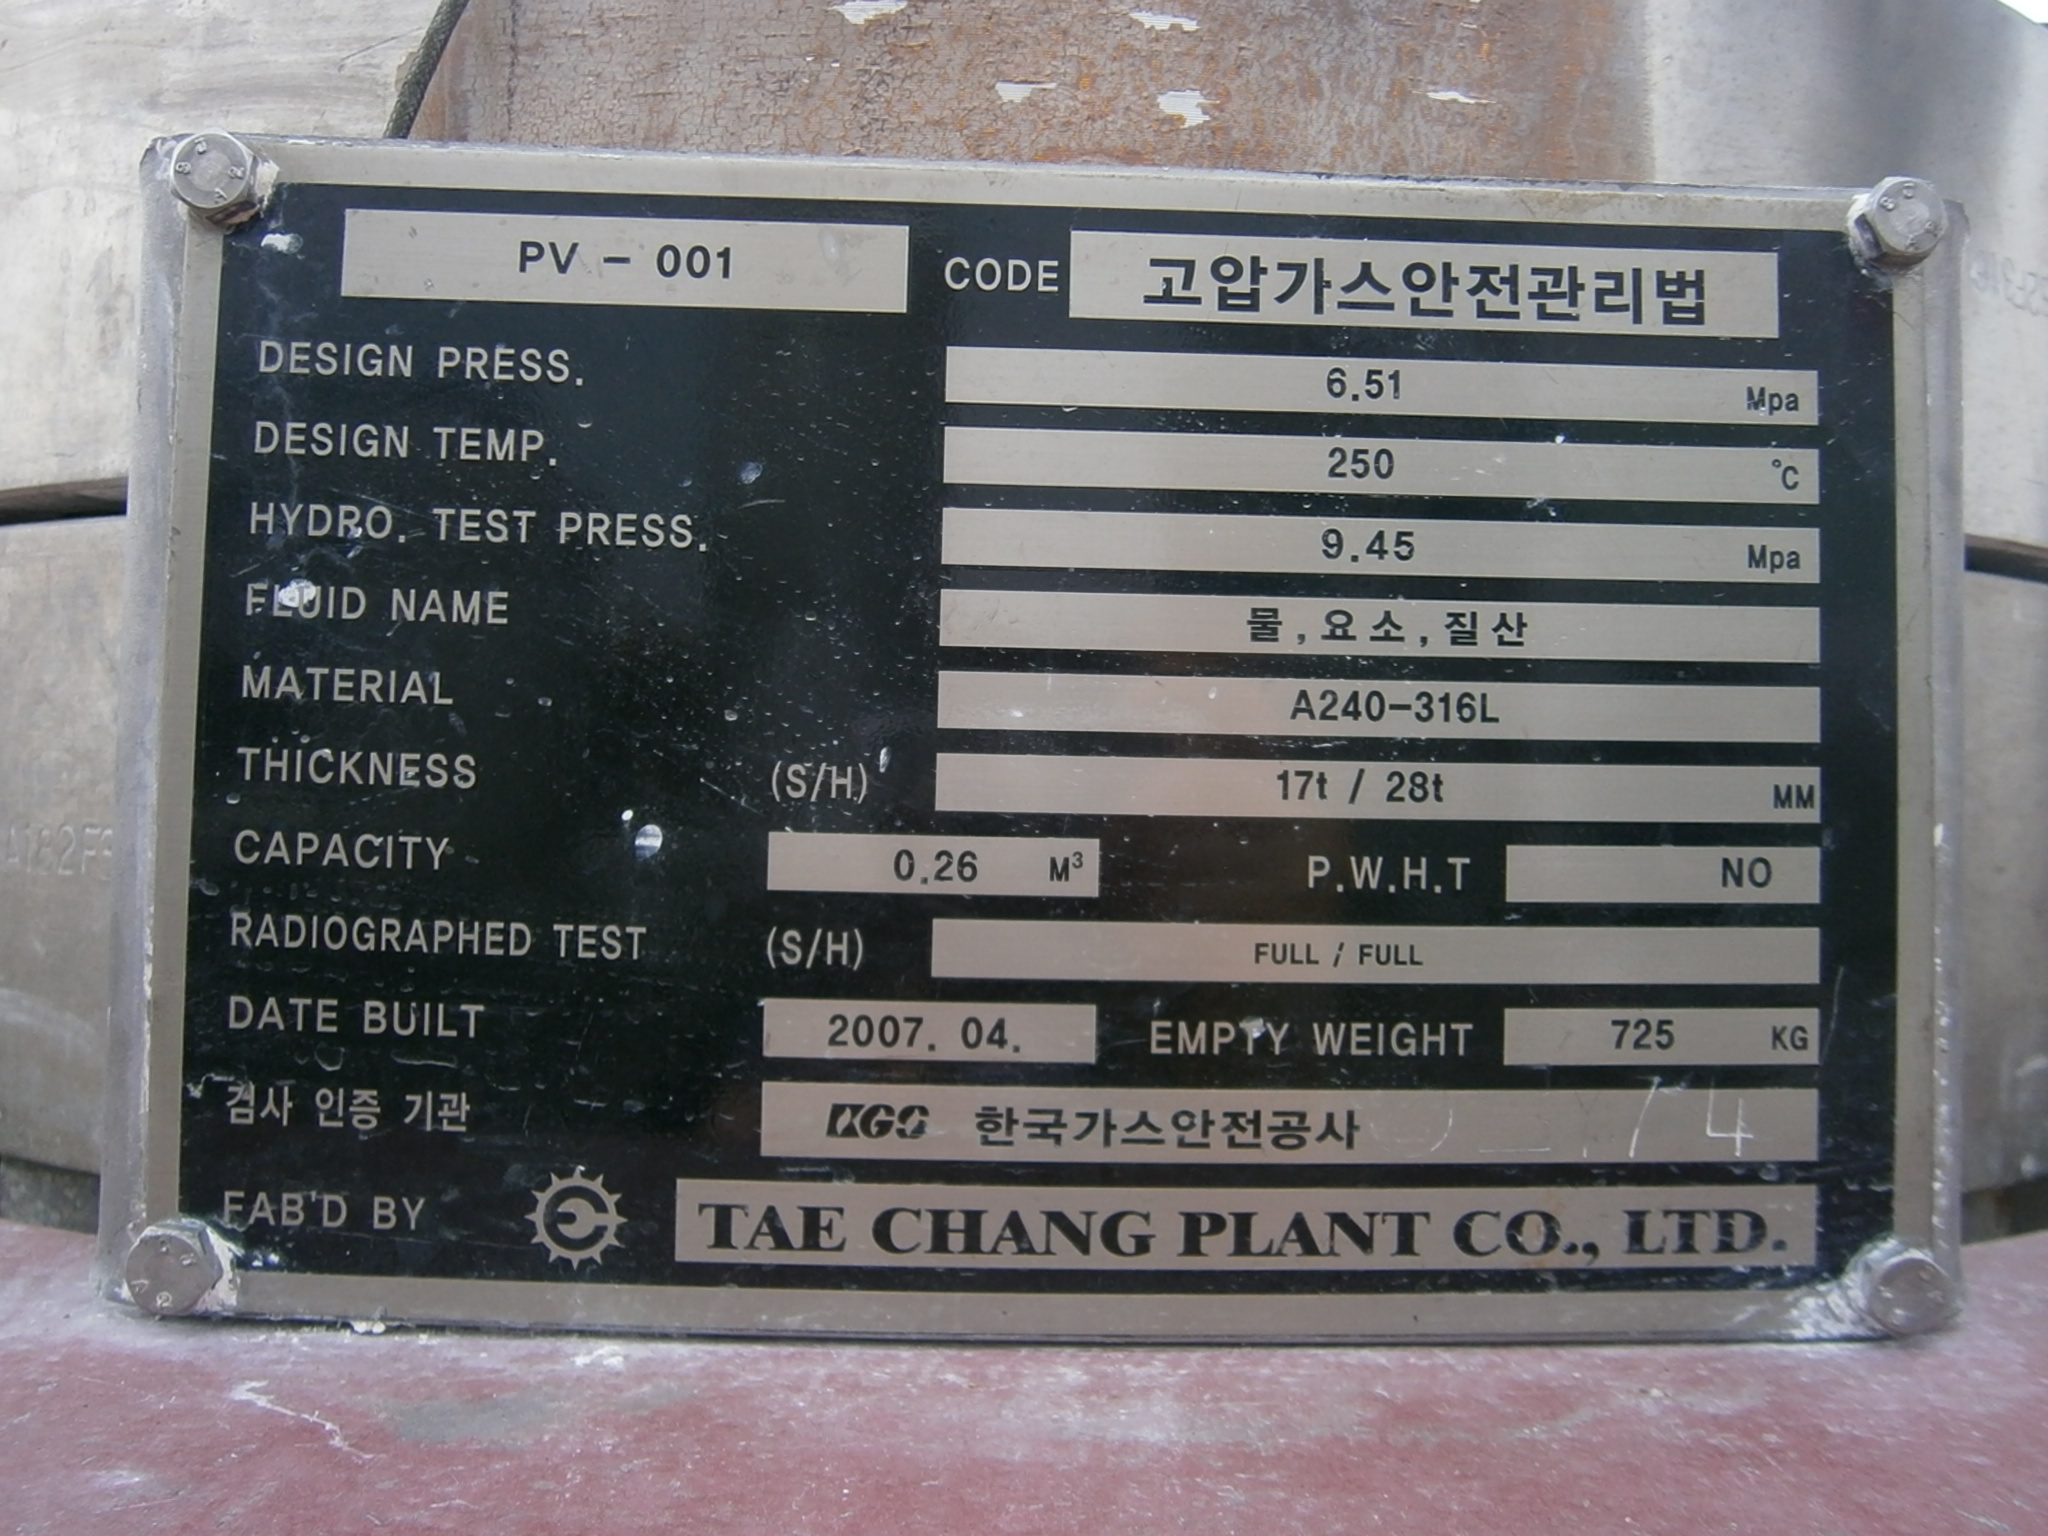 PV - 001 CODE 고압가스안전관리법
DESIGN PRESS. 6.51 Mpa
DESIGN TEMP. 250 °C
HYDRO. TEST PRESS. 9.45 Mpa
FLUID NAME 물,요소,질산
MATERIAL A240-316L
THICKNESS (S/H) 17t / 28t MM
CAPACITY 0.26 M³ P.W.H.T NO
RADIOGRAPHED TEST (S/H) FULL / FULL
DATE BUILT 2007. 04. EMPTY WEIGHT 725 KG
검사 인증 기관 KGS 한국가스안전공사
FAB'D BY TAE CHANG PLANT CO., LTD.